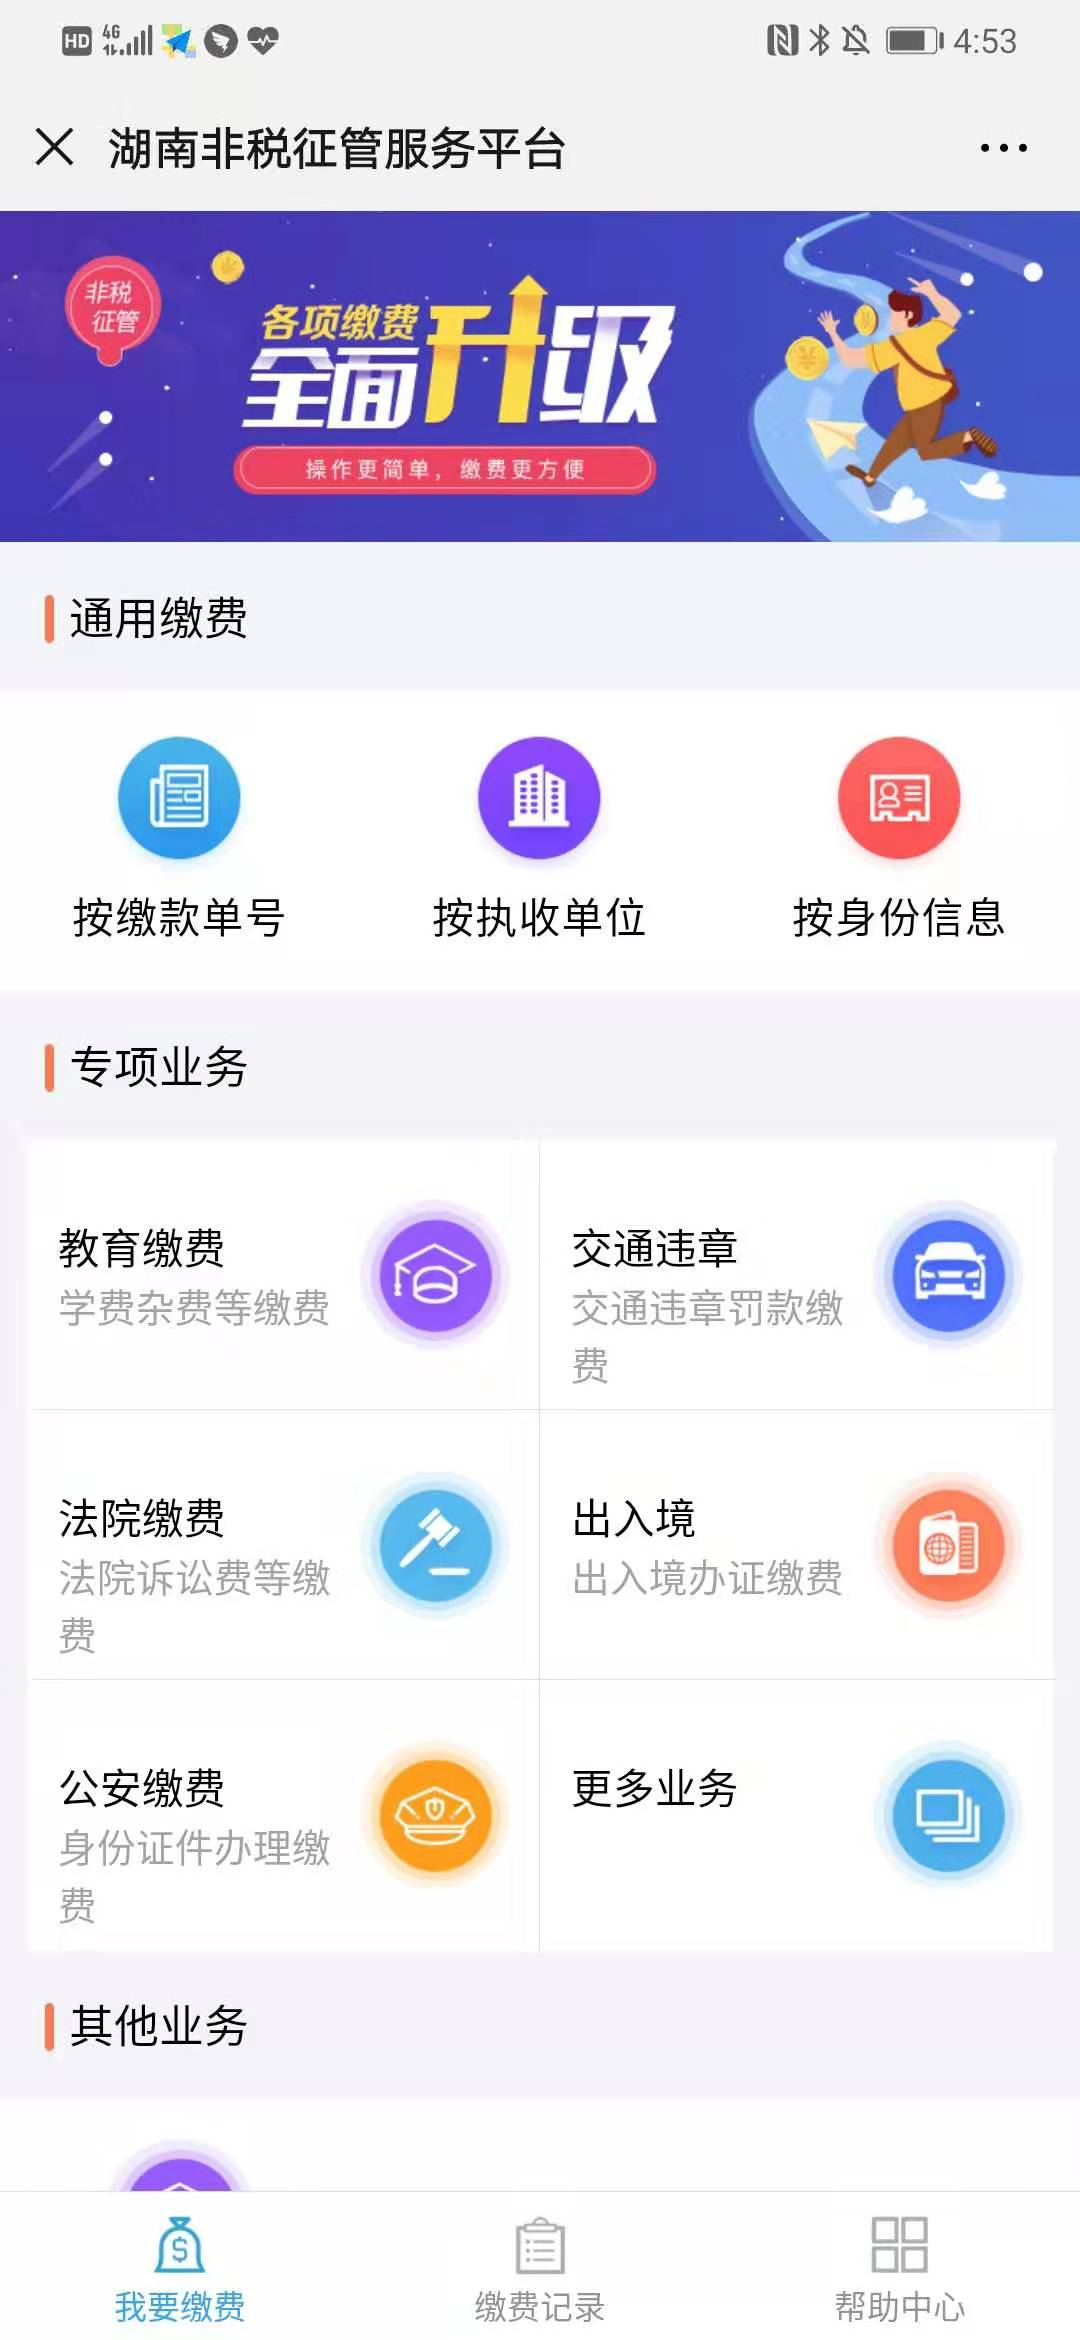 HD 4G 4:53
湖南非税征管服务平台
非税
征管
各项缴费
全面升级
操作更简单，缴费更方便
通用缴费
按缴款单号 按执收单位 按身份信息
专项业务
教育缴费
学费杂费等缴费
交通违章
交通违章罚款缴
费
法院缴费
法院诉讼费等缴
费
出入境
出入境办证缴费
公安缴费
身份证件办理缴
费
更多业务
其他业务
我要缴费 缴费记录 帮助中心